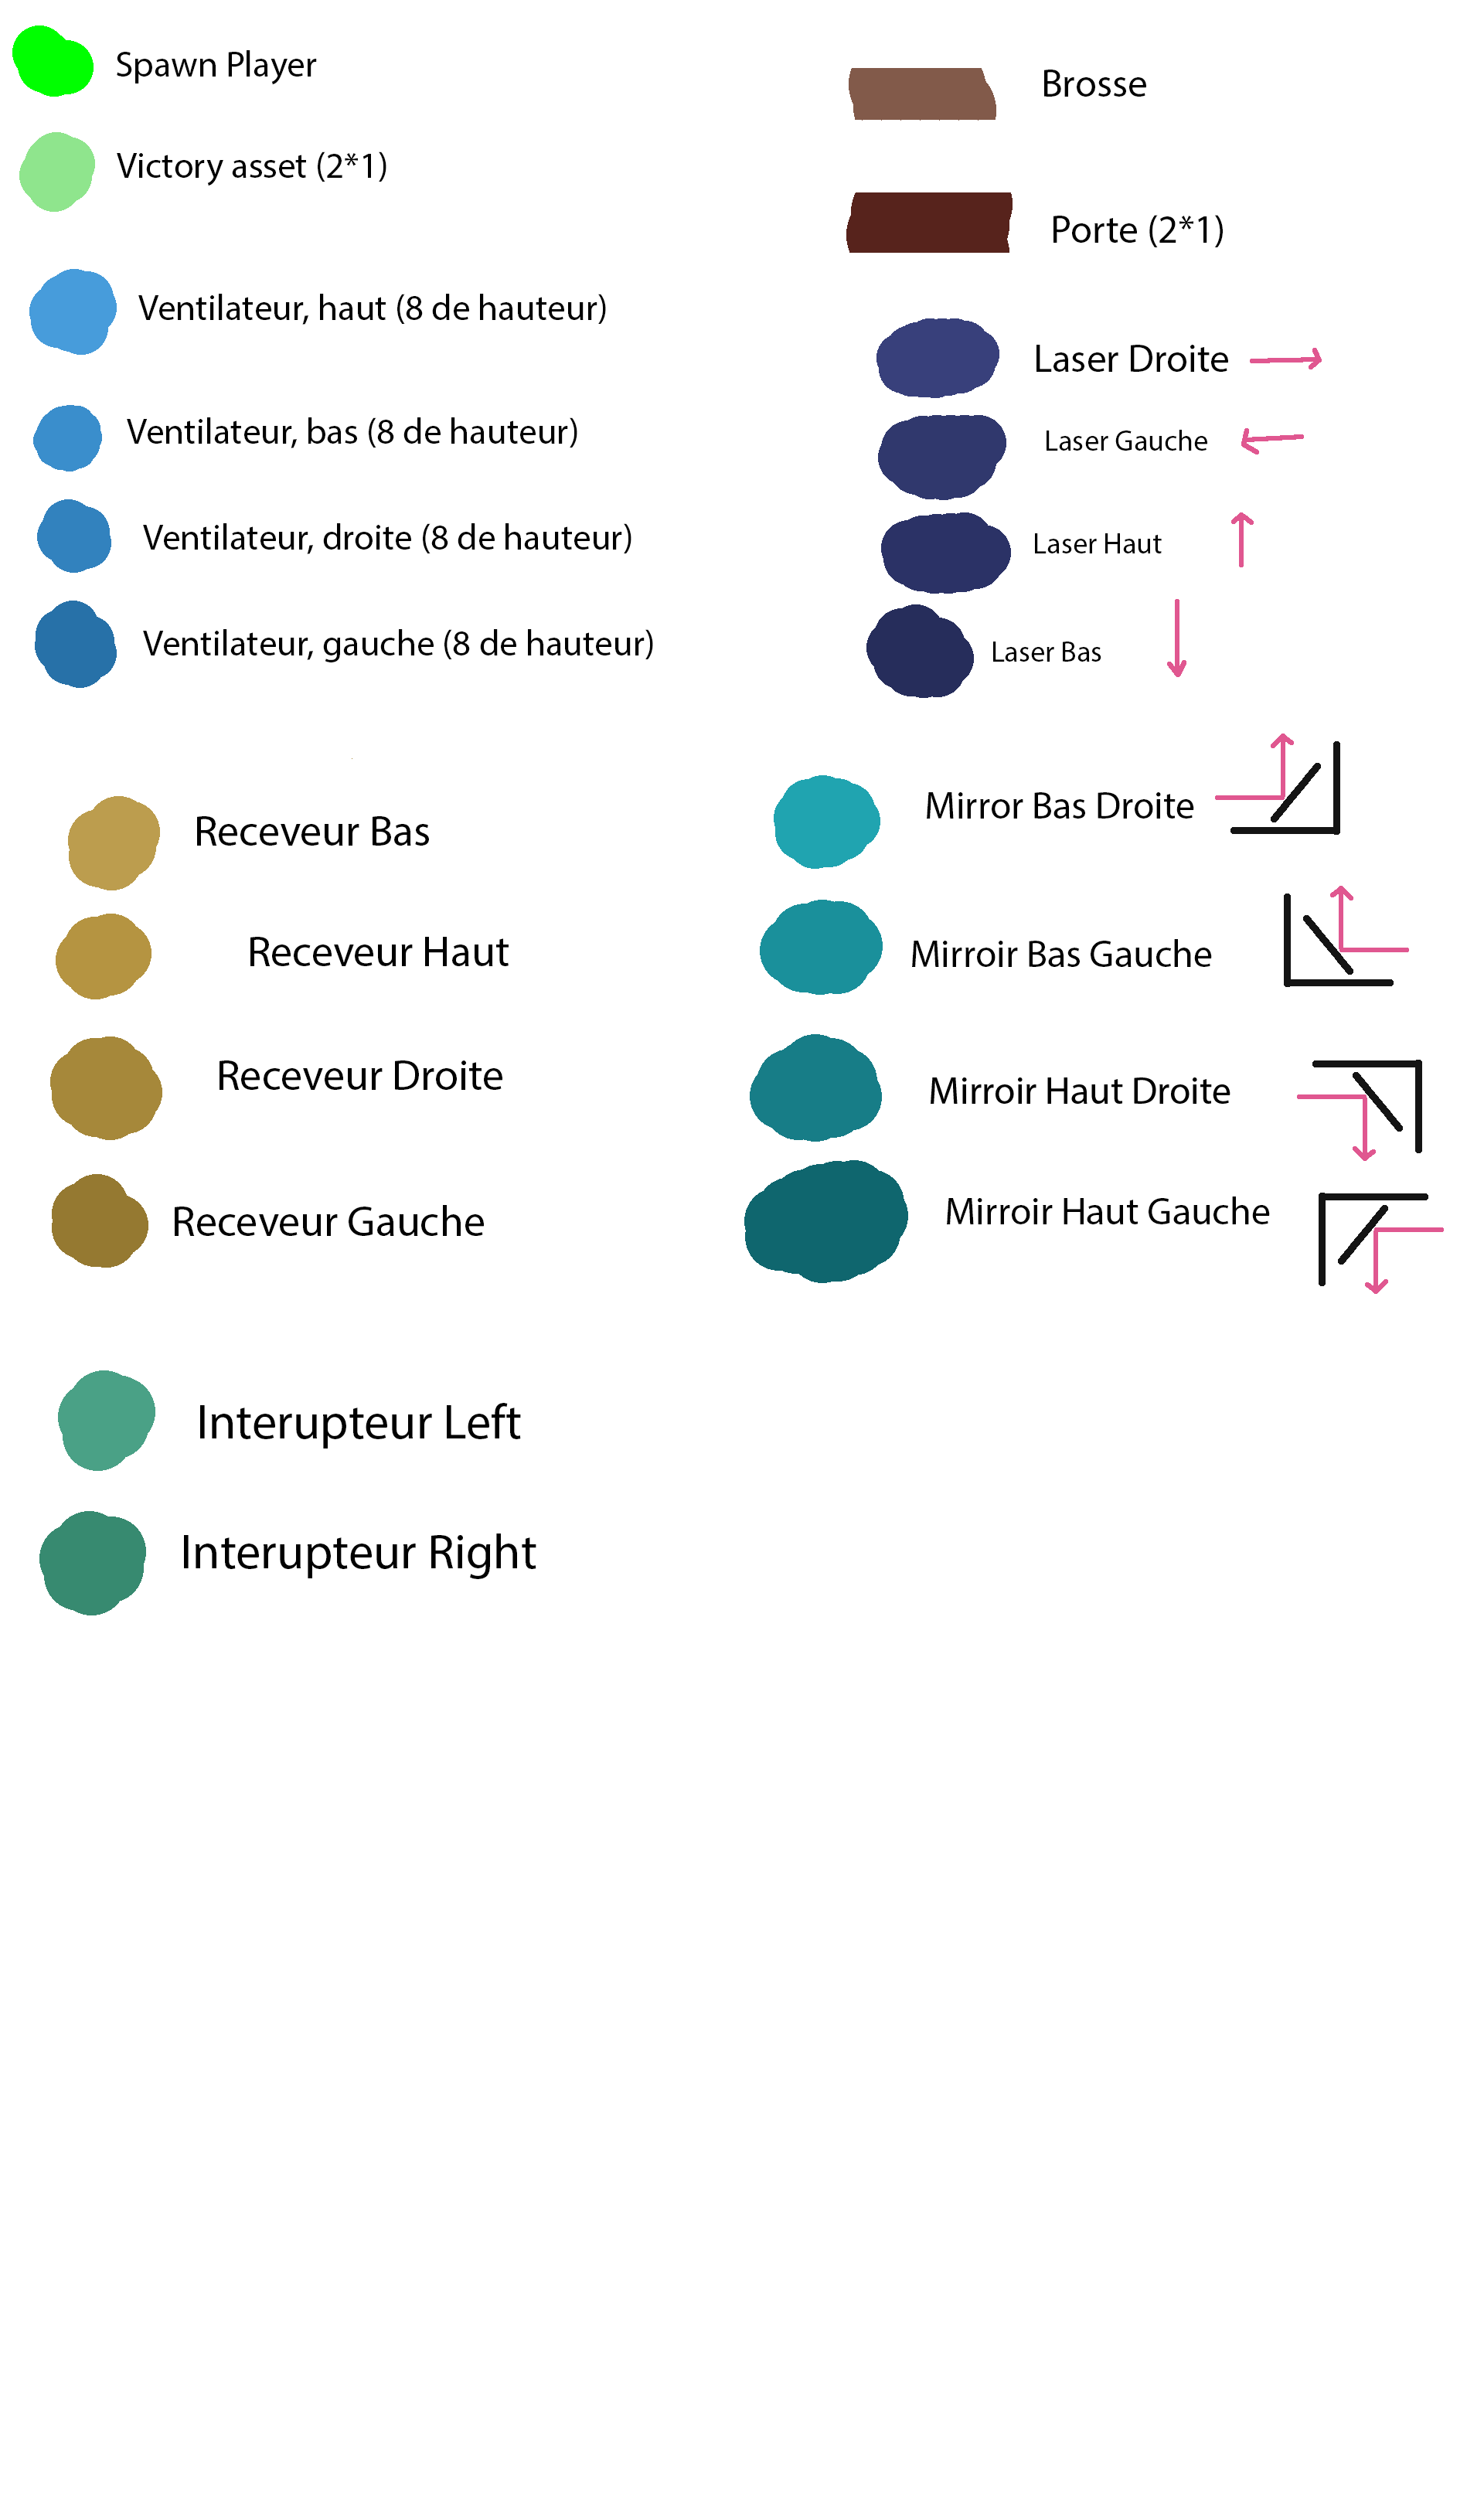 Spawn Player
Victory asset (2*1)
Ventilateur, haut (8 de hauteur)
Ventilateur, bas (8 de hauteur)
Ventilateur, droite (8 de hauteur)
Ventilateur, gauche (8 de hauteur)
Receveur Bas
Receveur Haut
Receveur Droite
Receveur Gauche
Interupteur Left
Interupteur Right
Brosse
Porte (2*1)
Laser Droite
Laser Gauche
Laser Haut
Laser Bas
Mirror Bas Droite
Mirroir Bas Gauche
Mirroir Haut Droite
Mirroir Haut Gauche